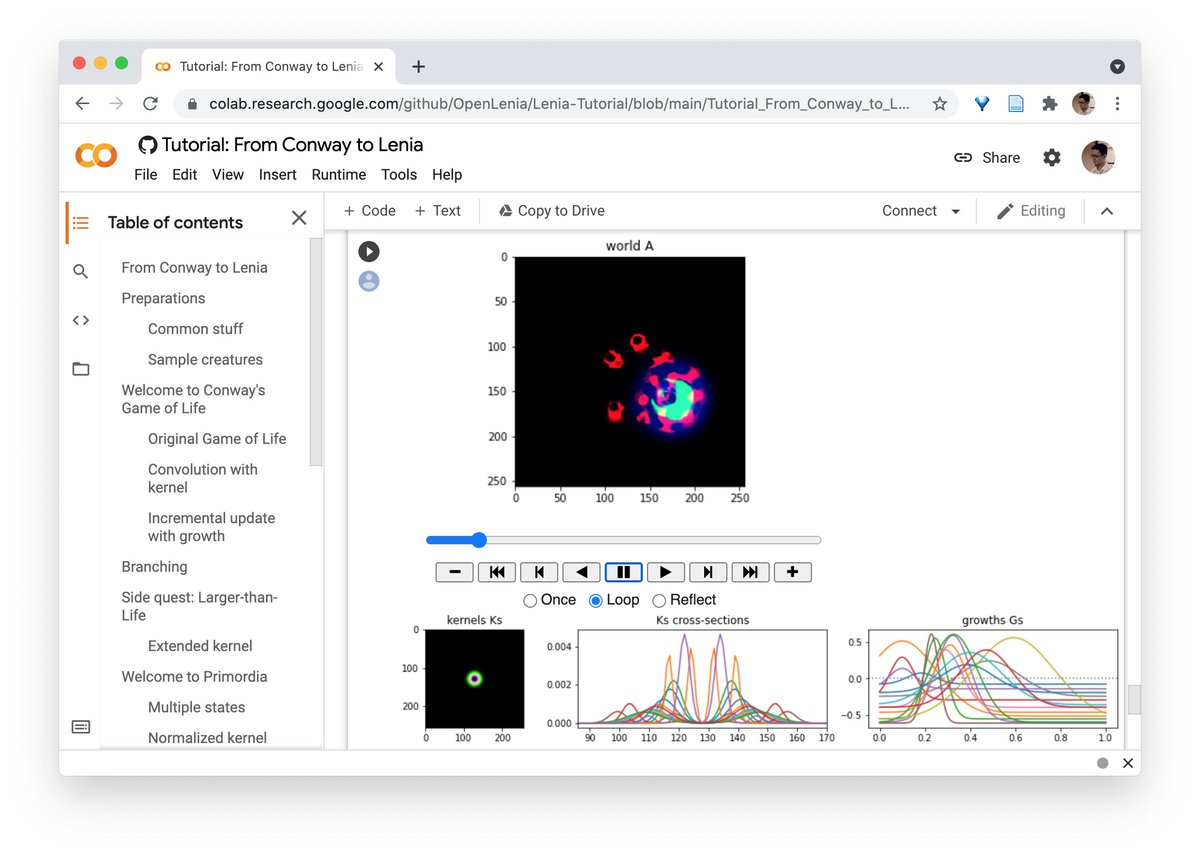 Tutorial: From Conway to Lenia
colab.research.google.com/github/OpenLenia/Lenia-Tutorial/blob/main/Tutorial_From_Conway_to_L...
CO
Tutorial: From Conway to Lenia
File Edit View Insert Runtime Tools Help
Share
Table of contents
From Conway to Lenia
Preparations
Common stuff
Sample creatures
Welcome to Conway's
Game of Life
Original Game of Life
Convolution with
kernel
Incremental update
with growth
Branching
Side quest: Larger-than-
Life
Extended kernel
Welcome to Primordia
Multiple states
Normalized kernel
+ Code + Text Copy to Drive Connect Editing
world A
0
50
100
150
200
250
0 50 100 150 200 250
Once Loop Reflect
kernels Ks
0
100
200
0 100 200
Ks cross-sections
0.004
0.002
0.000
90 100 110 120 130 140 150 160 170
growths Gs
0.5
0.0
−0.5
0.0 0.2 0.4 0.6 0.8 1.0